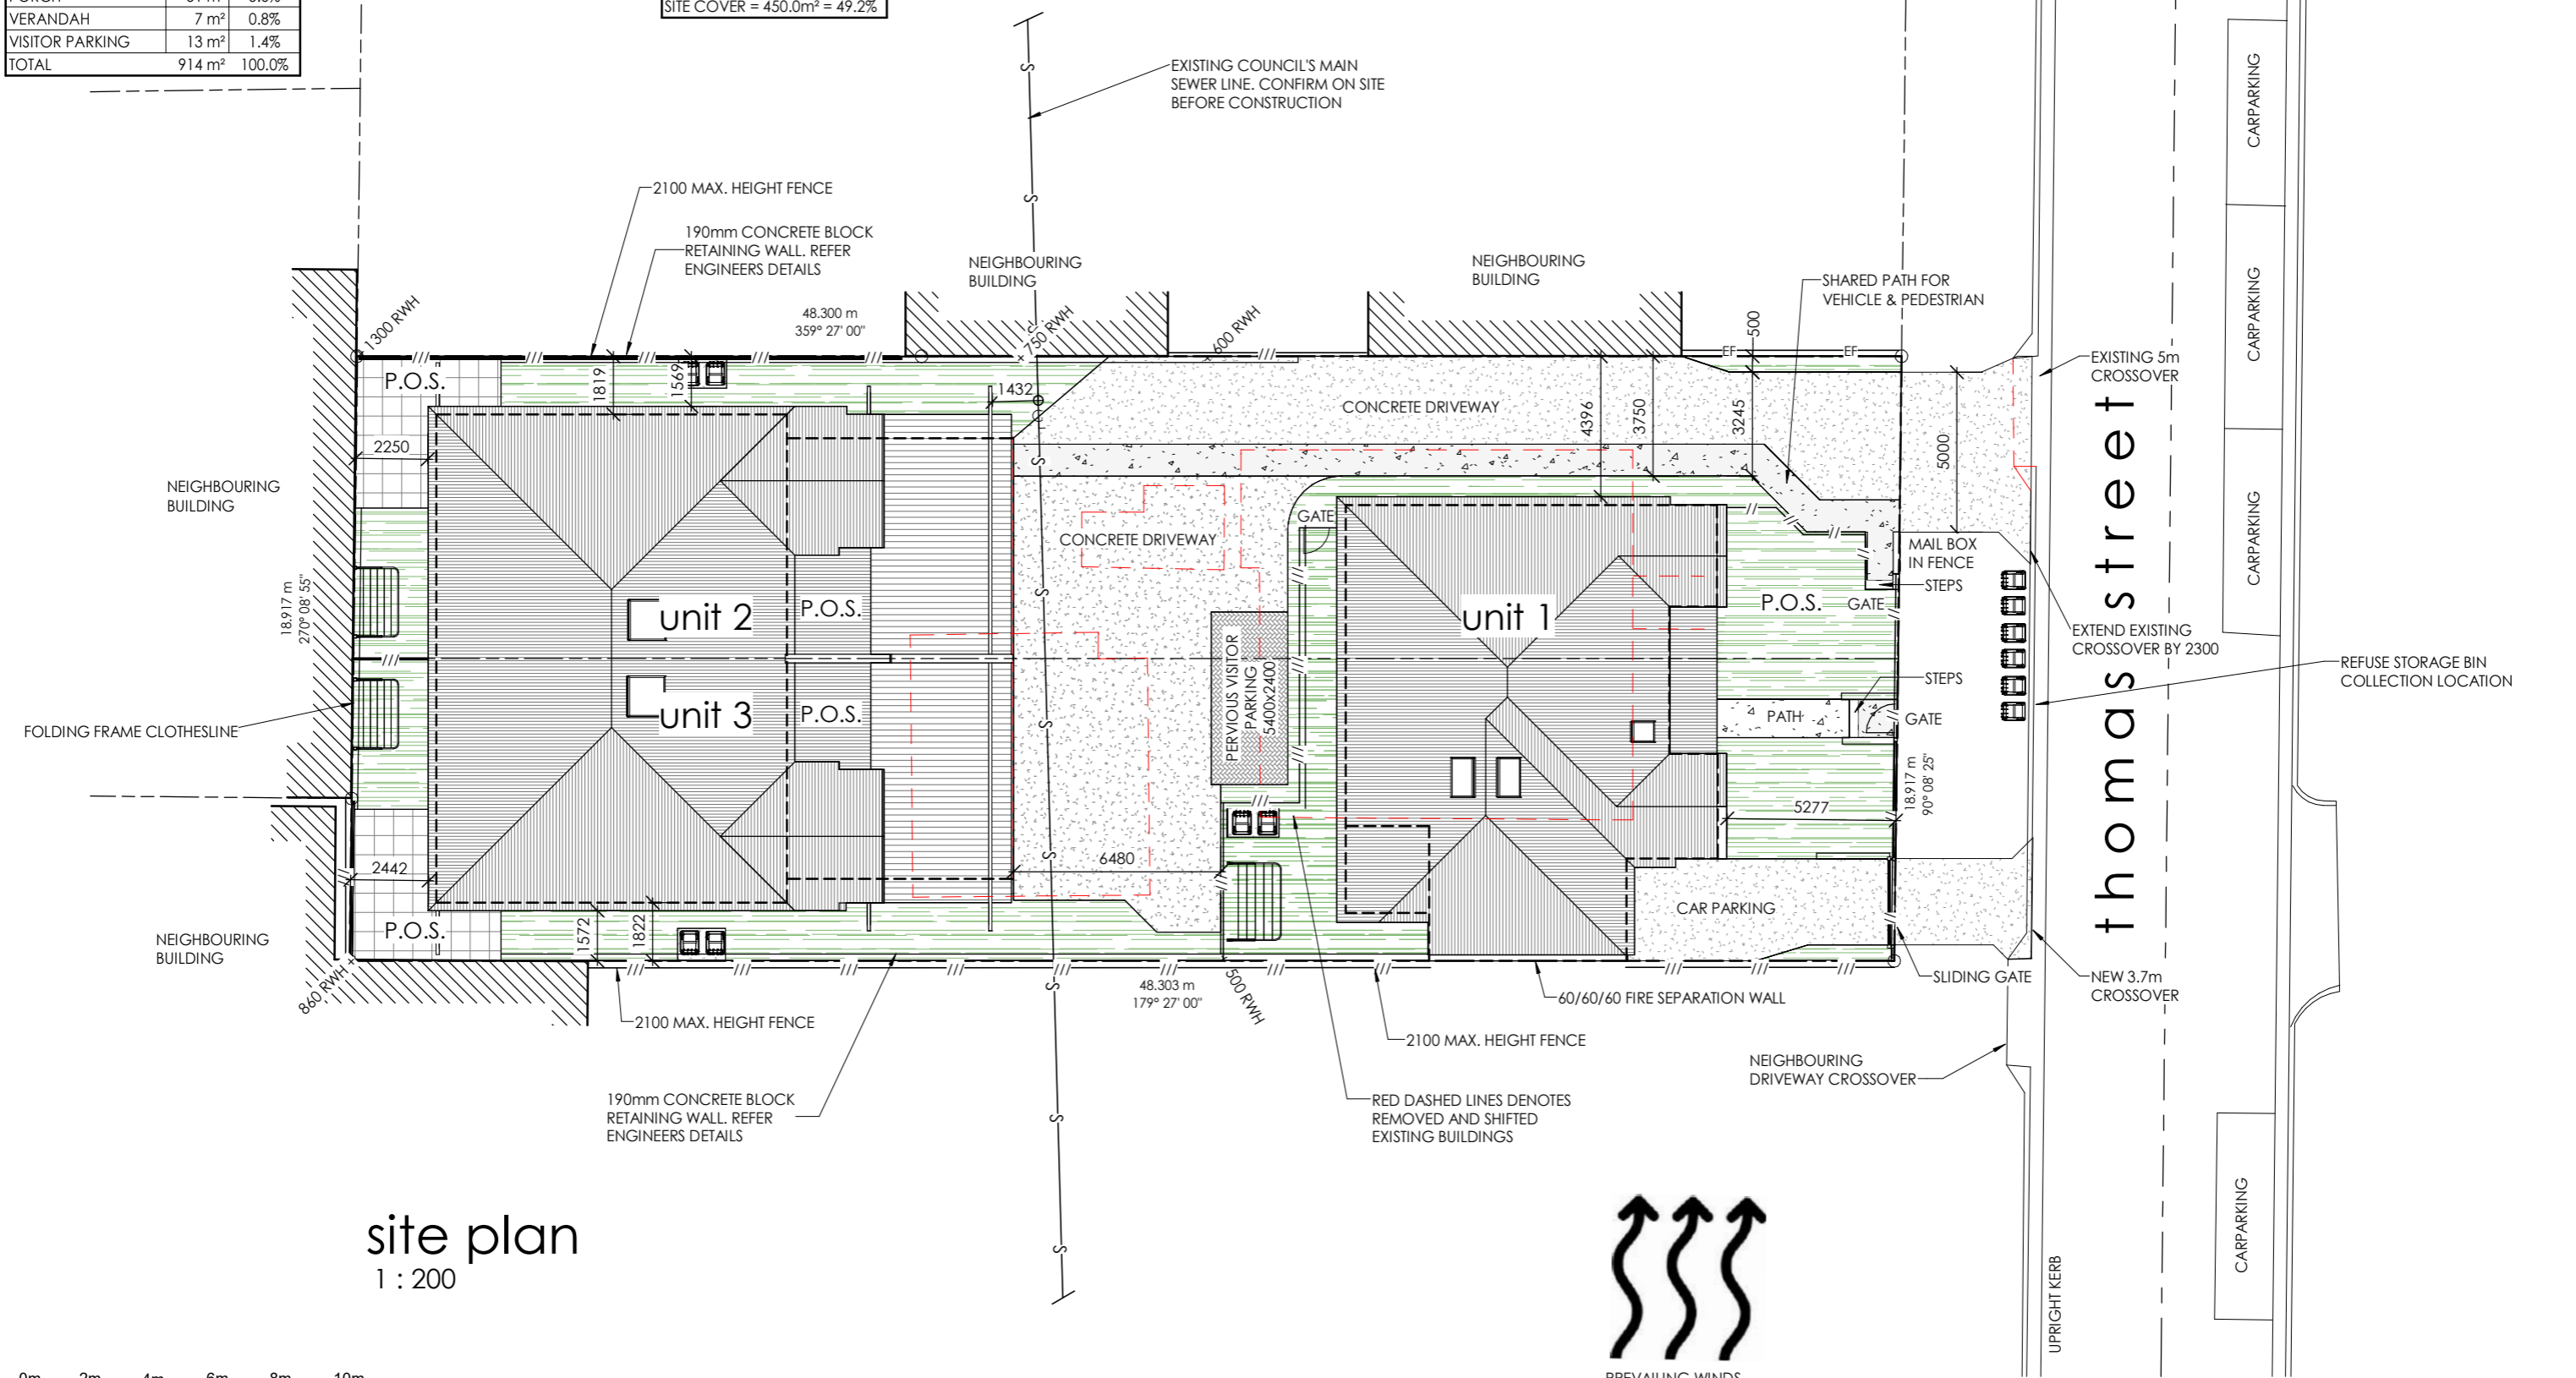 VERANDAH 7 m² 0.8%
VISITOR PARKING 13 m² 1.4%
TOTAL 914 m² 100.0%
SITE COVER = 450.0m² = 49.2%
EXISTING COUNCIL'S MAIN
SEWER LINE. CONFIRM ON SITE
BEFORE CONSTRUCTION
2100 MAX. HEIGHT FENCE
190mm CONCRETE BLOCK
RETAINING WALL. REFER
ENGINEERS DETAILS
NEIGHBOURING
BUILDING
NEIGHBOURING
BUILDING
SHARED PATH FOR
VEHICLE & PEDESTRIAN
1300 RWH
48.300 m
359° 27' 00"
750 RWH
600 RWH
500
EF
EF
EXISTING 5m
CROSSOVER
P.O.S.
1819
1569
1432
CONCRETE DRIVEWAY
4396
3750
3245
5000
2250
NEIGHBOURING
BUILDING
S
S
S
S
S
S
S
S
S
S
S
CONCRETE DRIVEWAY
GATE
MAIL BOX
IN FENCE
STEPS
18.917 m
270° 08' 55"
unit 2
P.O.S.
unit 1
P.O.S.
GATE
EXTEND EXISTING
CROSSOVER BY 2300
REFUSE STORAGE BIN
COLLECTION LOCATION
PERVIOUS VISITOR
PARKING
5400x2400
STEPS
unit 3
P.O.S.
PATH
GATE
FOLDING FRAME CLOTHESLINE
18.917 m
90° 08' 25"
5277
2442
6480
P.O.S.
1572
1822
CAR PARKING
NEIGHBOURING
BUILDING
860 RWH
SLIDING GATE
NEW 3.7m
CROSSOVER
48.303 m
179° 27' 00"
500 RWH
60/60/60 FIRE SEPARATION WALL
2100 MAX. HEIGHT FENCE
2100 MAX. HEIGHT FENCE
NEIGHBOURING
DRIVEWAY CROSSOVER
190mm CONCRETE BLOCK
RETAINING WALL. REFER
ENGINEERS DETAILS
RED DASHED LINES DENOTES
REMOVED AND SHIFTED
EXISTING BUILDINGS
thomas street
CARPARKING
CARPARKING
CARPARKING
CARPARKING
UPRIGHT KERB
site plan
1 : 200
0m 2m 4m 6m 8m 10m
PREVAILING WINDS